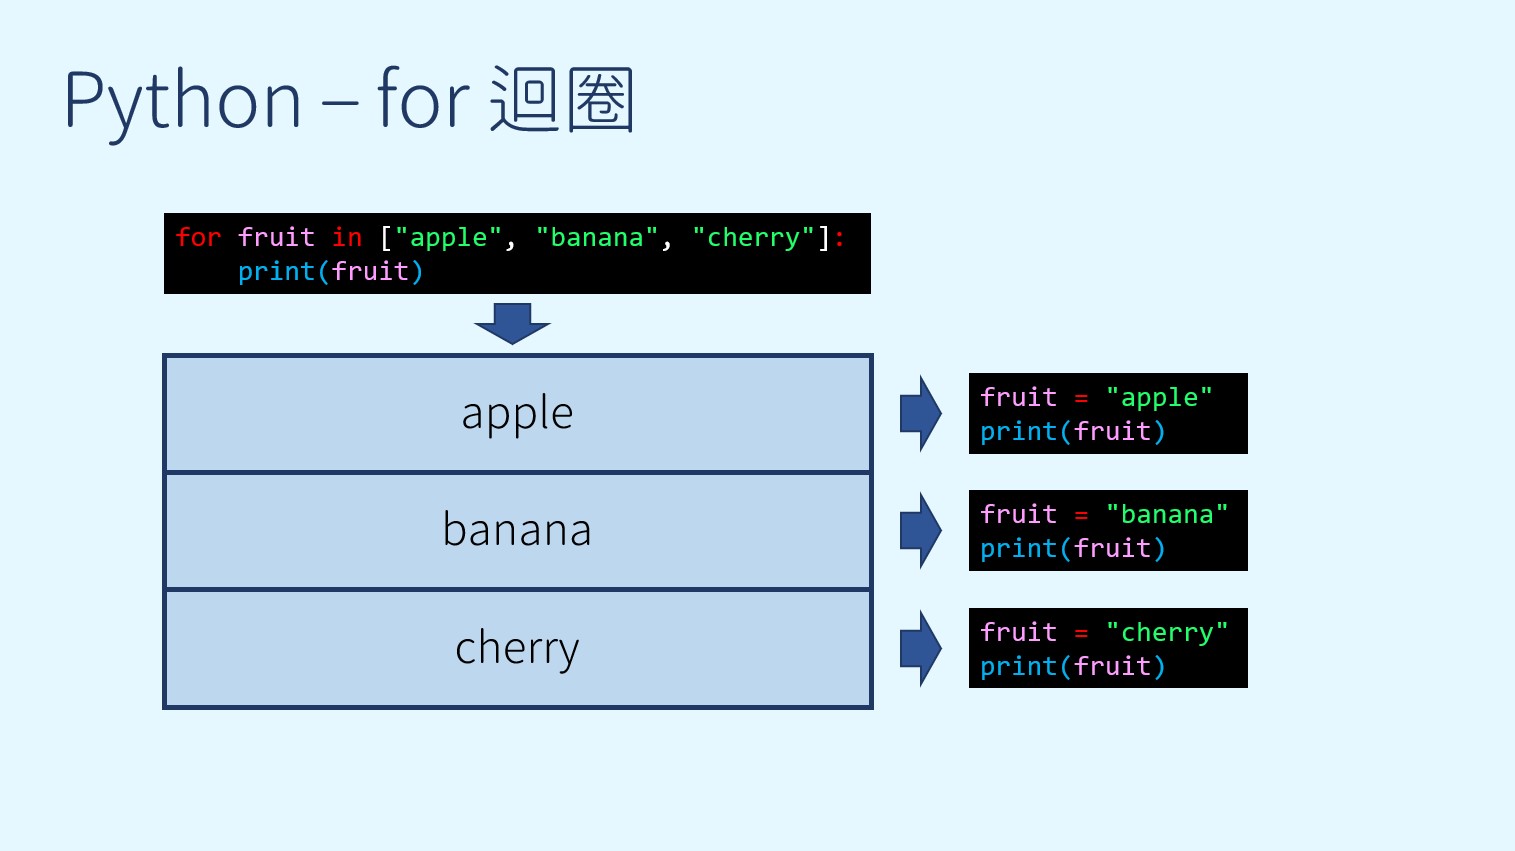 Python – for 迴圈
for fruit in ["apple", "banana", "cherry"]:
    print(fruit)
apple
fruit = "apple"
print(fruit)
banana
fruit = "banana"
print(fruit)
cherry
fruit = "cherry"
print(fruit)